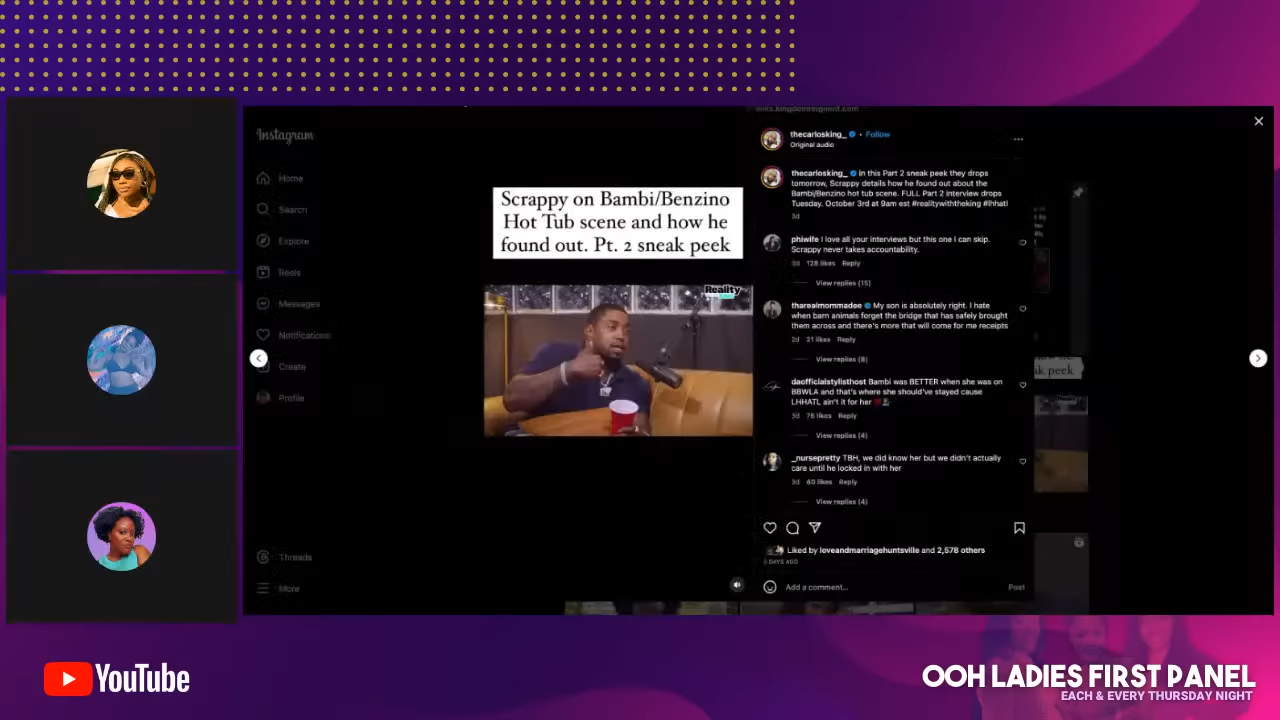 Instagram
Home
Search
Explore
Reels
Messages
Notifications
Create
Profile
Threads
More
Scrappy on Bambi/Benzino
Hot Tub scene and how he
found out. Pt. 2 sneak peek
Reality
thecarlosking_ • Follow
Original audio
thecarlosking_ In this Part 2 sneak peek they drops
tomorrow, Scrappy details how he found out about the
Bambi/Benzino hot tub scene. FULL Part 2 interview drops
Tuesday. October 3rd at 9am est #realitywiththeking #lhhatl
3d
phiwife I love all your interviews but this one I can skip.
Scrappy never takes accountability.
3d 128 likes Reply
View replies (15)
tharealmommadee My son is absolutely right. I hate
when barn animals forget the bridge that has safely brought
them across and there's more that will come for me receipts
2d 21 likes Reply
View replies (8)
daofficialstylisthost Bambi was BETTER when she was on
BBWLA and that's where she should've stayed cause
LHHATL ain't it for her
3d 76 likes Reply
View replies (4)
_nursepretty TBH, we did know her but we didn't actually
care until he locked in with her
3d 60 likes Reply
View replies (4)
Liked by loveandmarriagehuntsville and 2,578 others
DAYS AGO
Add a comment...
Post
ak peek
YouTube
OOH LADIES FIRST PANEL
EACH & EVERY THURSDAY NIGHT